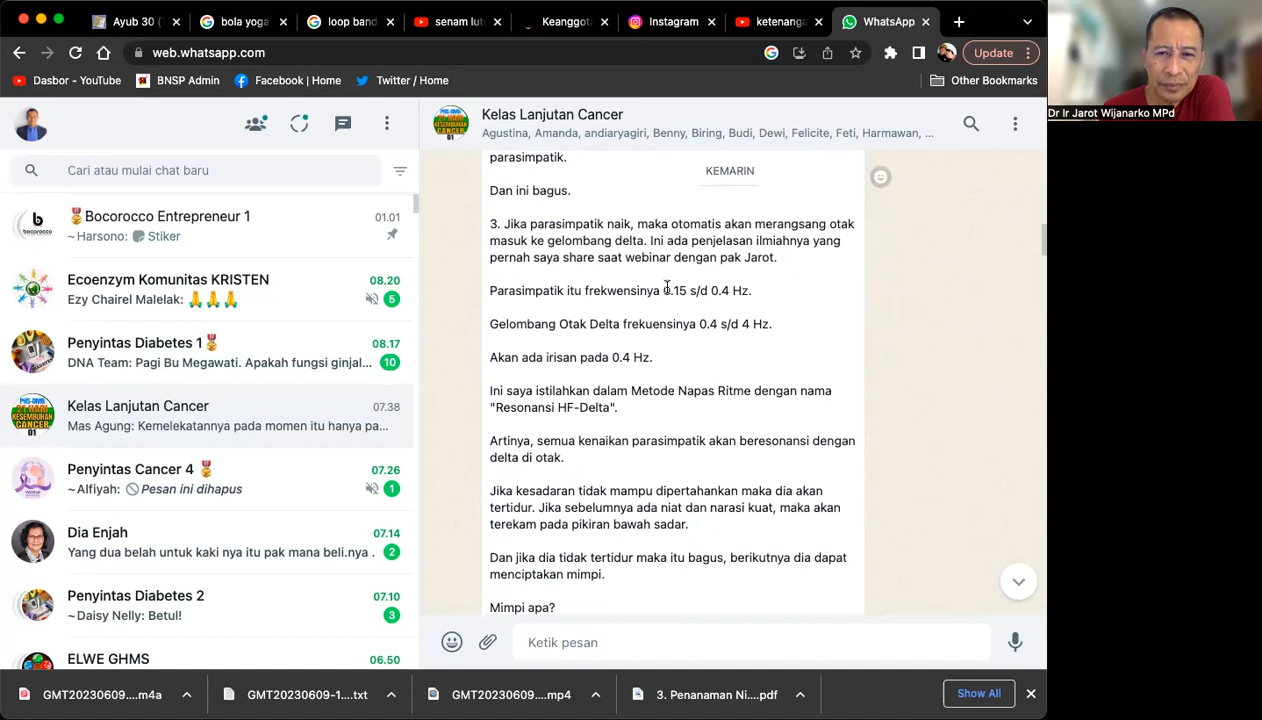 Ayub 30 (
bola yoga
loop band
senam lut
Keanggota
Instagram
ketenanga
WhatsApp
web.whatsapp.com
Update
Dasbor - YouTube
BNSP Admin
Facebook | Home
Twitter / Home
Other Bookmarks
Dr Ir Jarot Wijanarko MPd
Cari atau mulai chat baru
Bocorocco Entrepreneur 1
01.01
bocorocco
~Harsono: Stiker
Ecoenzym Komunitas KRISTEN
08.20
Ezy Chairel Malelak: 🙏🙏🙏
5
Penyintas Diabetes 1
08.17
DNA Team: Pagi Bu Megawati. Apakah fungsi ginjal...
10
Kelas Lanjutan Cancer
07.38
Mas Agung: Kemelekatannya pada momen itu hanya pa...
Penyintas Cancer 4
07.26
~Alfiyah: Pesan ini dihapus
1
Dia Enjah
07.14
Yang dua belah untuk kaki nya itu pak mana beli.nya .
2
Penyintas Diabetes 2
07.10
~Daisy Nelly: Betul!
3
ELWE GHMS
06.50
Kelas Lanjutan Cancer
Agustina, Amanda, andiaryagiri, Benny, Biring, Budi, Dewi, Felicite, Feti, Harmawan, ...
parasimpatik.
KEMARIN
Dan ini bagus.
3. Jika parasimpatik naik, maka otomatis akan merangsang otak
masuk ke gelombang delta. Ini ada penjelasan ilmiahnya yang
pernah saya share saat webinar dengan pak Jarot.
Parasimpatik itu frekwensinya 0.15 s/d 0.4 Hz.
Gelombang Otak Delta frekuensinya 0.4 s/d 4 Hz.
Akan ada irisan pada 0.4 Hz.
Ini saya istilahkan dalam Metode Napas Ritme dengan nama
"Resonansi HF-Delta".
Artinya, semua kenaikan parasimpatik akan beresonansi dengan
delta di otak.
Jika kesadaran tidak mampu dipertahankan maka dia akan
tertidur. Jika sebelumnya ada niat dan narasi kuat, maka akan
terekam pada pikiran bawah sadar.
Dan jika dia tidak tertidur maka itu bagus, berikutnya dia dapat
menciptakan mimpi.
Mimpi apa?
Ketik pesan
GMT20230609....m4a
GMT20230609-1....txt
GMT20230609....mp4
3. Penanaman Ni....pdf
Show All